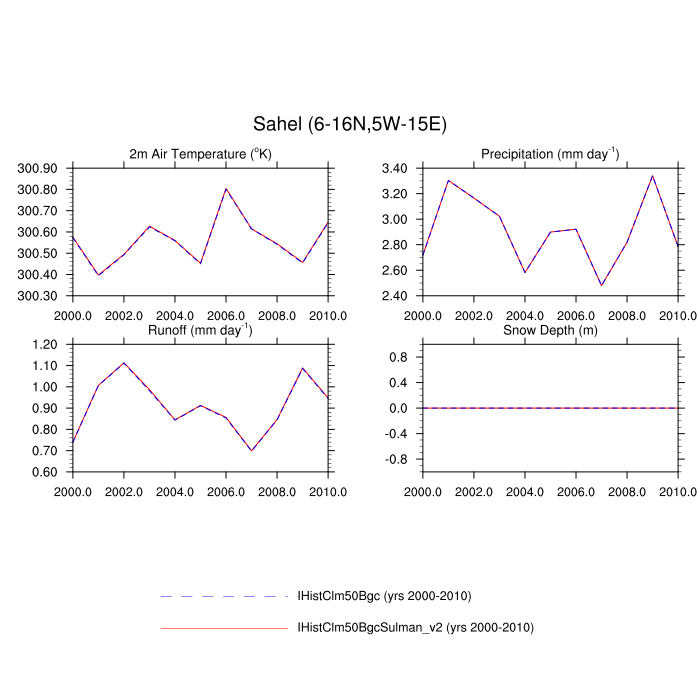 Sahel (6-16N,5W-15E)
2m Air Temperature (°K)
300.90
300.80
300.70
300.60
300.50
300.40
300.30
2000.0 2002.0 2004.0 2006.0 2008.0 2010.0
Precipitation (mm day⁻¹)
3.40
3.20
3.00
2.80
2.60
2.40
2000.0 2002.0 2004.0 2006.0 2008.0 2010.0
Runoff (mm day⁻¹)
1.20
1.10
1.00
0.90
0.80
0.70
0.60
2000.0 2002.0 2004.0 2006.0 2008.0 2010.0
Snow Depth (m)
0.8
0.4
0.0
-0.4
-0.8
2000.0 2002.0 2004.0 2006.0 2008.0 2010.0
IHistClm50Bgc (yrs 2000-2010)
IHistClm50BgcSulman_v2 (yrs 2000-2010)